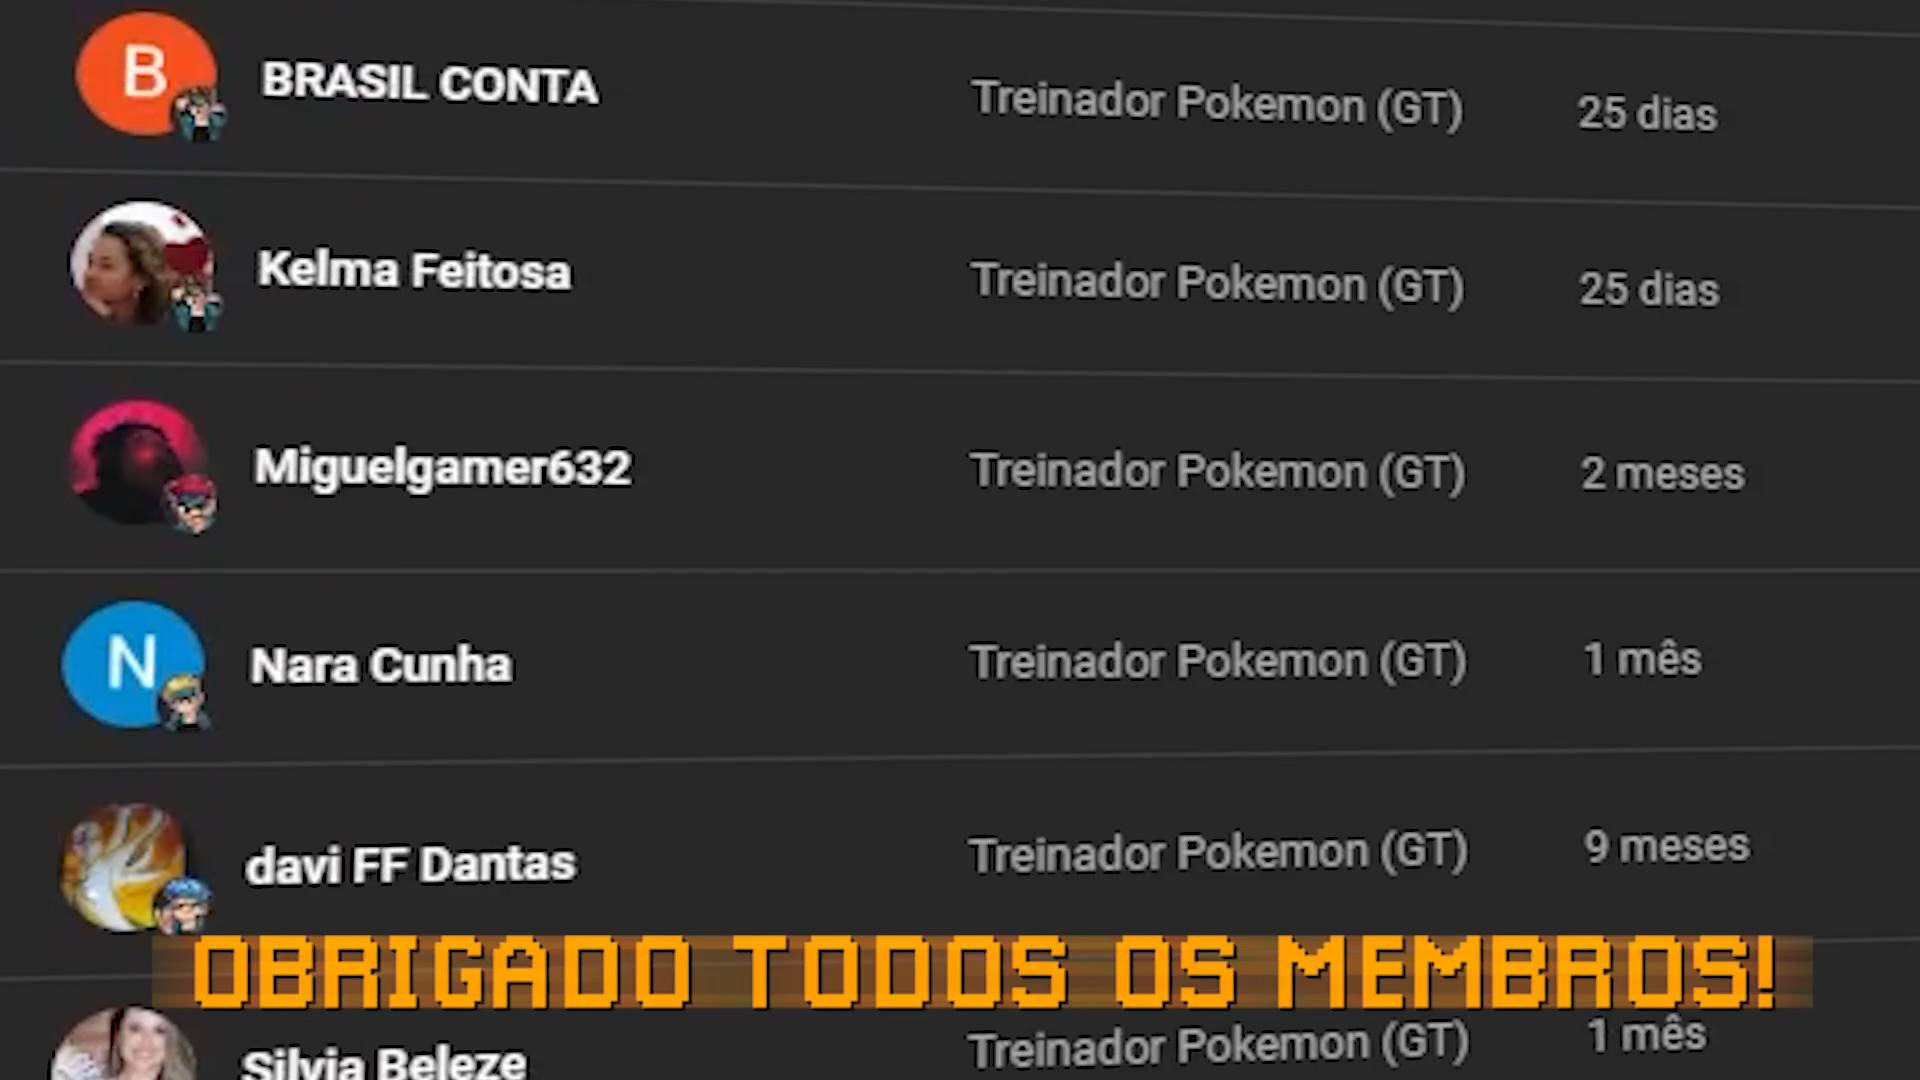 B BRASIL CONTA Treinador Pokemon (GT) 25 dias
Kelma Feitosa Treinador Pokemon (GT) 25 dias
Miguelgamer632 Treinador Pokemon (GT) 2 meses
N Nara Cunha Treinador Pokemon (GT) 1 mês
davi FF Dantas Treinador Pokemon (GT) 9 meses
OBRIGADO TODOS OS MEMBROS!
Silvia Beleze Treinador Pokemon (GT) 1 mês